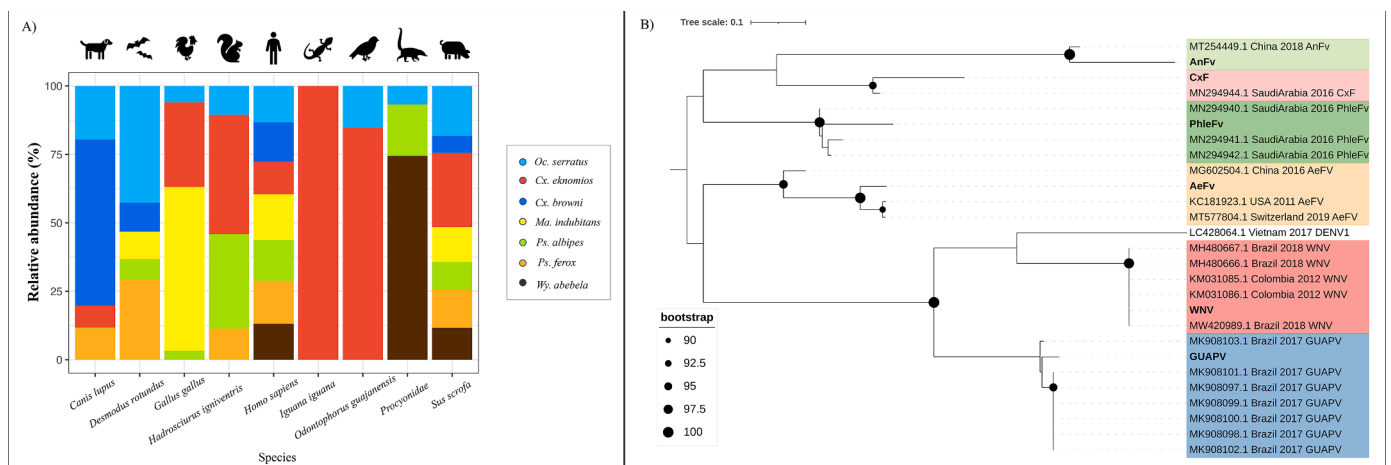 A)
Relative abundance (%)
100
75
50
25
0
Canis lupus
Desmodus rotundus
Gallus gallus
Hadrosciurus igniventris
Homo sapiens
Iguana iguana
Odontophorus guajanensis
Procyonidae
Sus scrofa
Species
Oc. serratus
Cx. eknomios
Cx. browni
Ma. indubitans
Ps. albipes
Ps. ferox
Wy. abebela
B)
Tree scale: 0.1
MT254449.1 China 2018 AnFv
AnFv
CxF
MN294944.1 SaudiArabia 2016 CxF
MN294940.1 SaudiArabia 2016 PhleFv
PhleFv
MN294941.1 SaudiArabia 2016 PhleFv
MN294942.1 SaudiArabia 2016 PhleFv
MG602504.1 China 2016 AeFV
AeFv
KC181923.1 USA 2011 AeFV
MT577804.1 Switzerland 2019 AeFV
LC428064.1 Vietnam 2017 DENV1
MH480667.1 Brazil 2018 WNV
MH480666.1 Brazil 2018 WNV
KM031085.1 Colombia 2012 WNV
KM031086.1 Colombia 2012 WNV
WNV
MW420989.1 Brazil 2018 WNV
MK908103.1 Brazil 2017 GUAPV
GUAPV
MK908101.1 Brazil 2017 GUAPV
MK908097.1 Brazil 2017 GUAPV
MK908099.1 Brazil 2017 GUAPV
MK908100.1 Brazil 2017 GUAPV
MK908098.1 Brazil 2017 GUAPV
MK908102.1 Brazil 2017 GUAPV
bootstrap
90
92.5
95
97.5
100